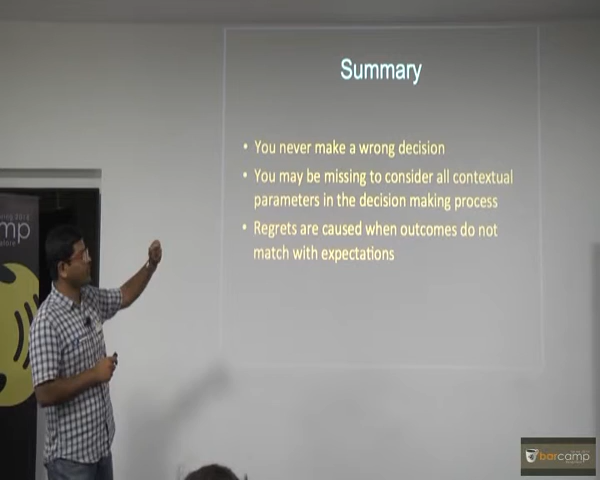 Summary
• You never make a wrong decision
• You may be missing to consider all contextual
parameters in the decision making process
• Regrets are caused when outcomes do not
match with expectations
mp
barcamp